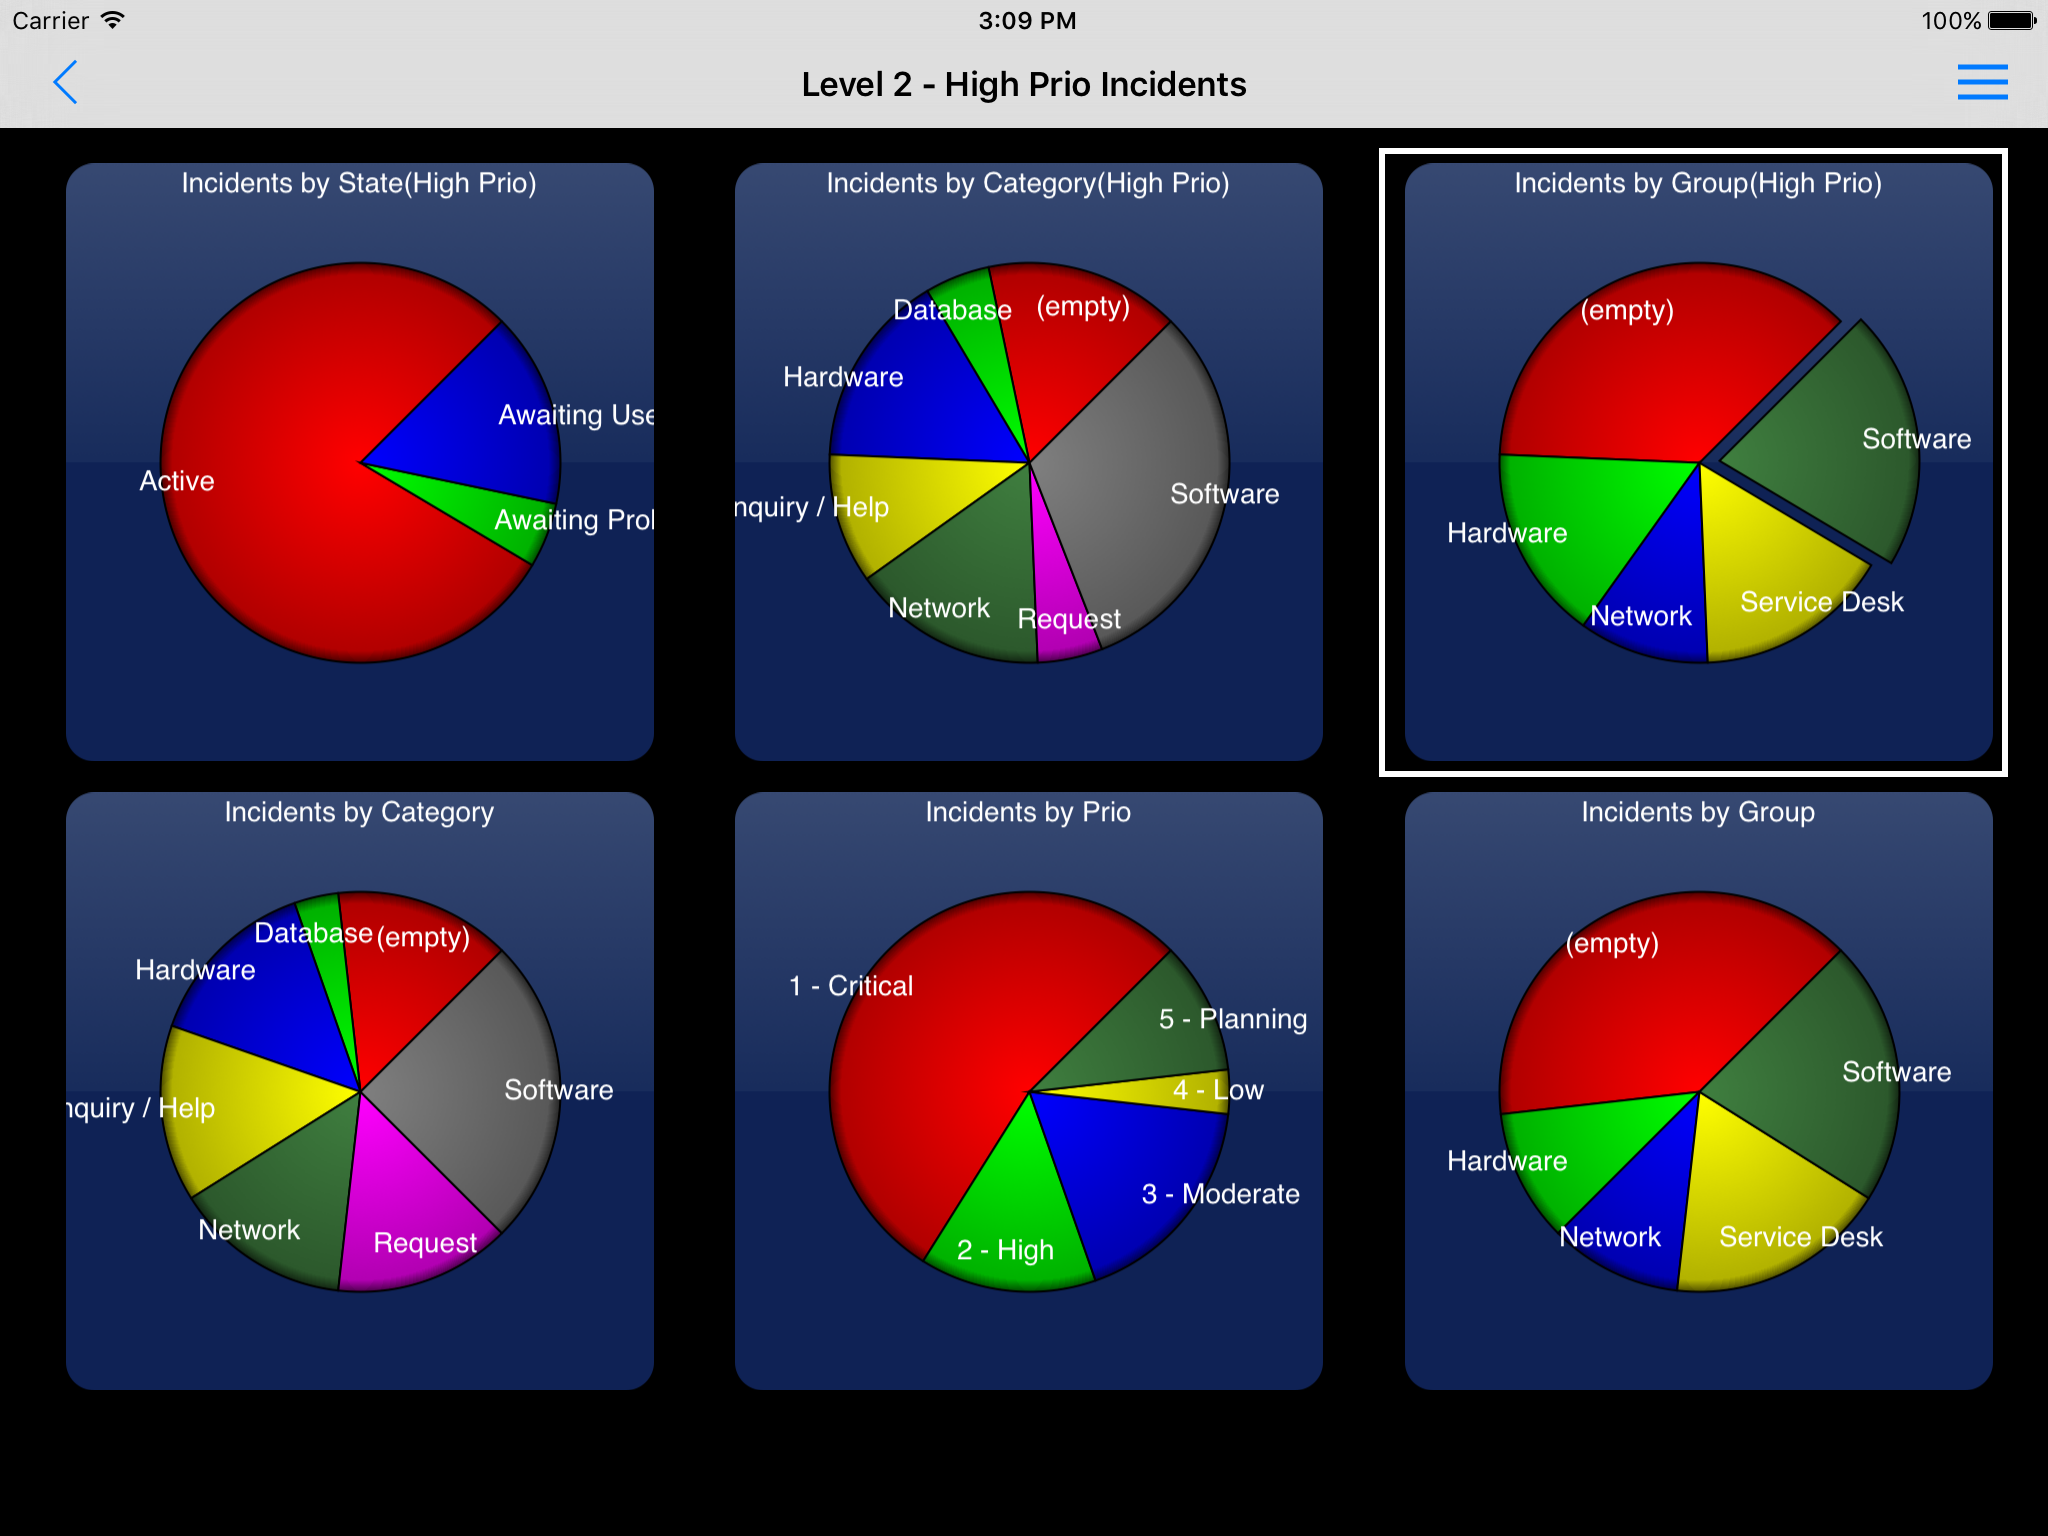 Carrier 3:09 PM 100%
Level 2 - High Prio Incidents
Incidents by State(High Prio)
Active
Awaiting Use
Awaiting Pro
Incidents by Category(High Prio)
Database
(empty)
Hardware
nquiry / Help
Software
Network
Request
Incidents by Group(High Prio)
(empty)
Software
Hardware
Network
Service Desk
Incidents by Category
Database
(empty)
Hardware
Software
nquiry / Help
Network
Request
Incidents by Prio
1 - Critical
5 - Planning
4 - Low
3 - Moderate
2 - High
Incidents by Group
(empty)
Software
Hardware
Network
Service Desk